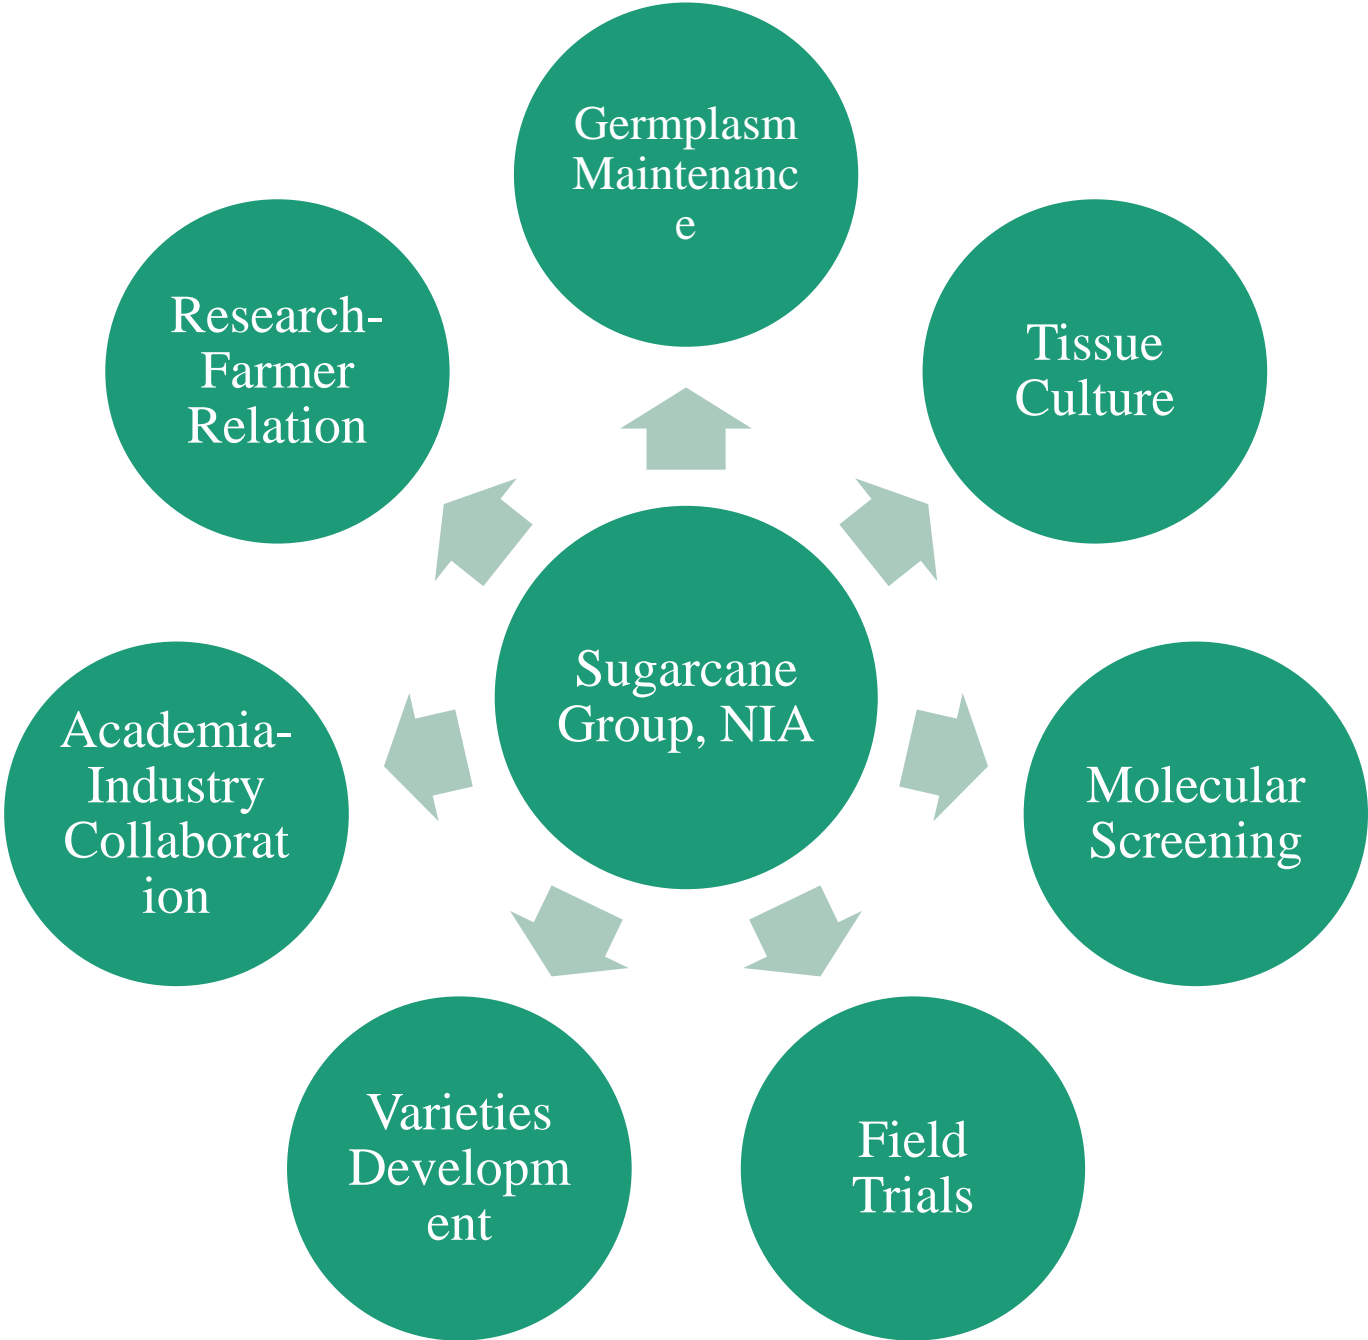 Germplasm
Maintenanc
e
Tissue
Culture
Molecular
Screening
Field
Trials
Varieties
Developm
ent
Academia-
Industry
Collaborat
ion
Research-
Farmer
Relation
Sugarcane
Group, NIA